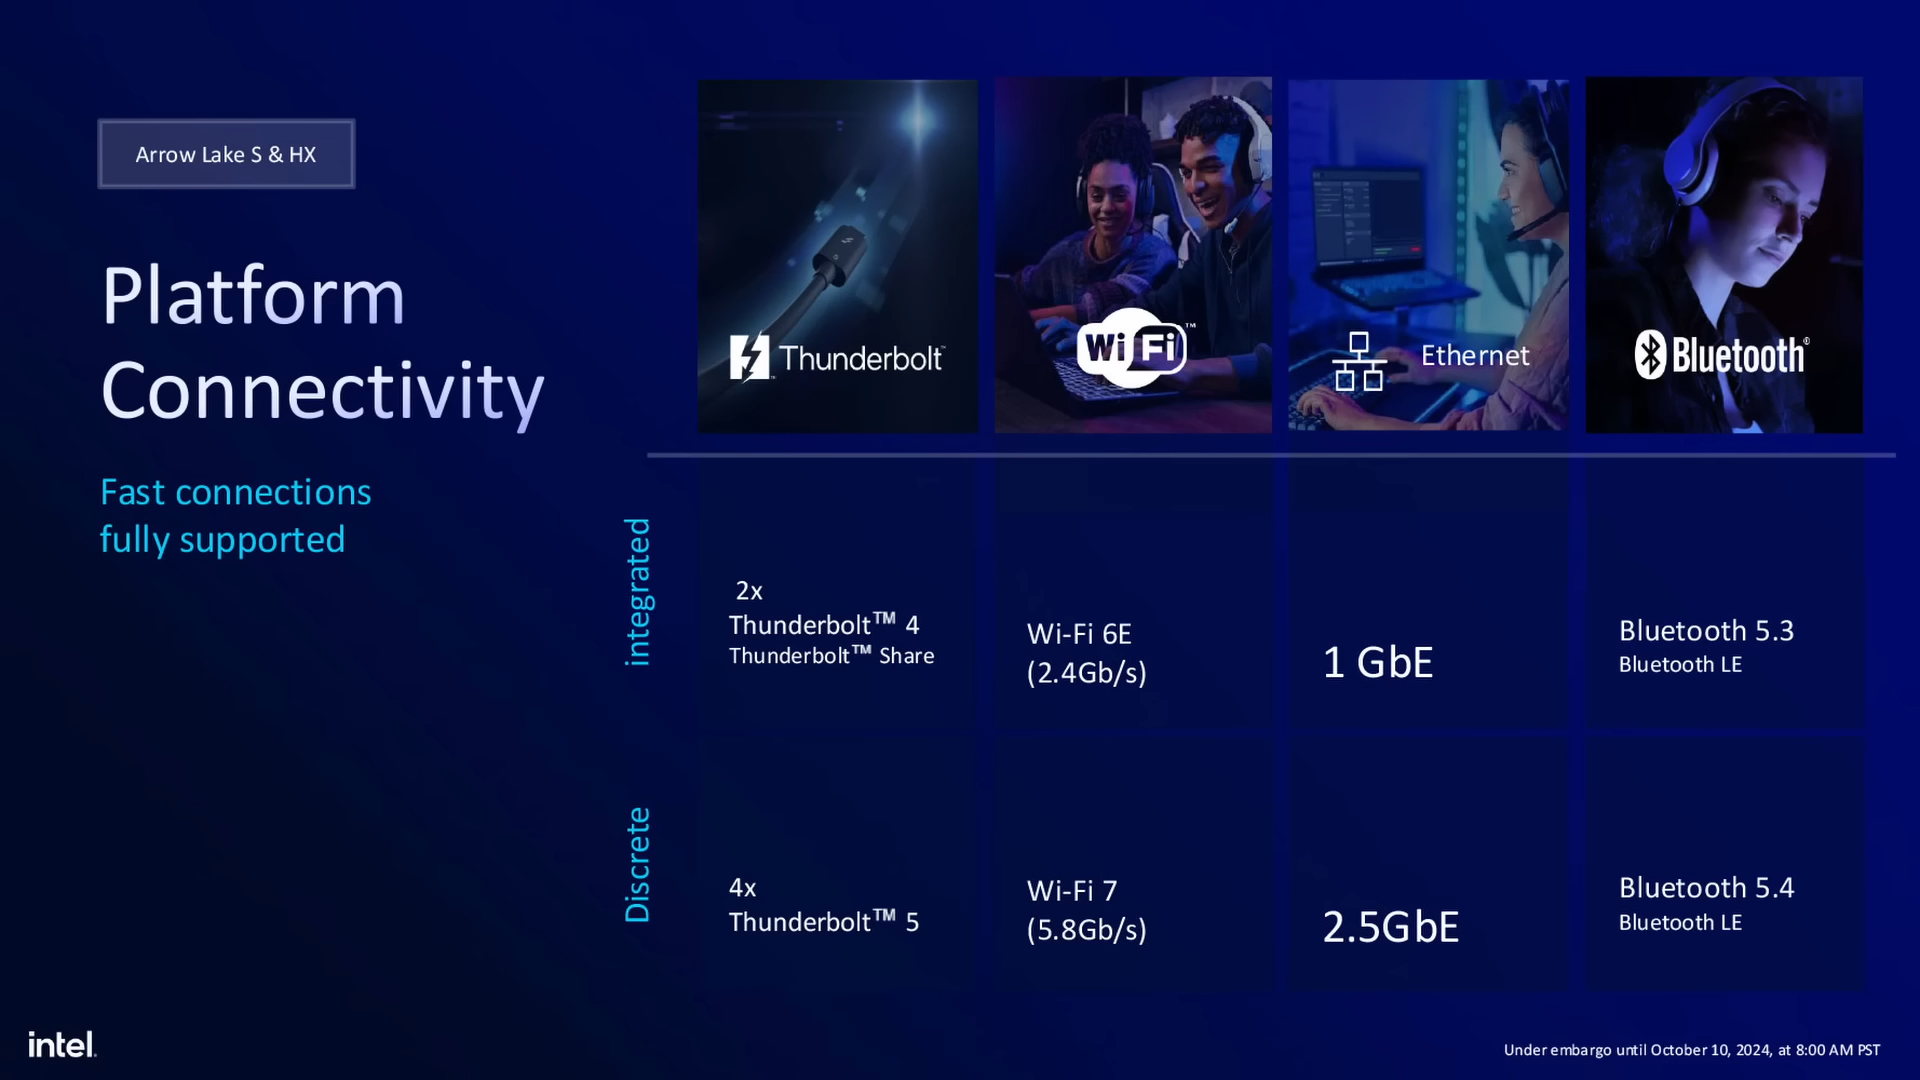 Arrow Lake S & HX
Platform
Connectivity
Fast connections
fully supported
Thunderbolt™
Wi Fi™
Ethernet
Bluetooth®
integrated
2x
Thunderbolt™ 4
Thunderbolt™ Share
Wi-Fi 6E
(2.4Gb/s)
1 GbE
Bluetooth 5.3
Bluetooth LE
Discrete
4x
Thunderbolt™ 5
Wi-Fi 7
(5.8Gb/s)
2.5GbE
Bluetooth 5.4
Bluetooth LE
intel.
Under embargo until October 10, 2024, at 8:00 AM PST